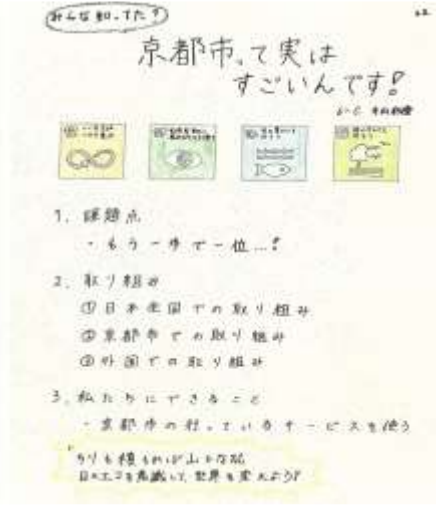 みんな知ってた?
京都市って実は
すごいんです!
1. 課題点
・もう一歩で一位…!
2. 取り組み
①日本全国での取り組み
②京都市での取り組み
③外国での取り組み
3. 私たちにできること
・京都市の行っているサービスを使う
ちりも積もれば山となる
日々エコを意識して、世界を変えよう!